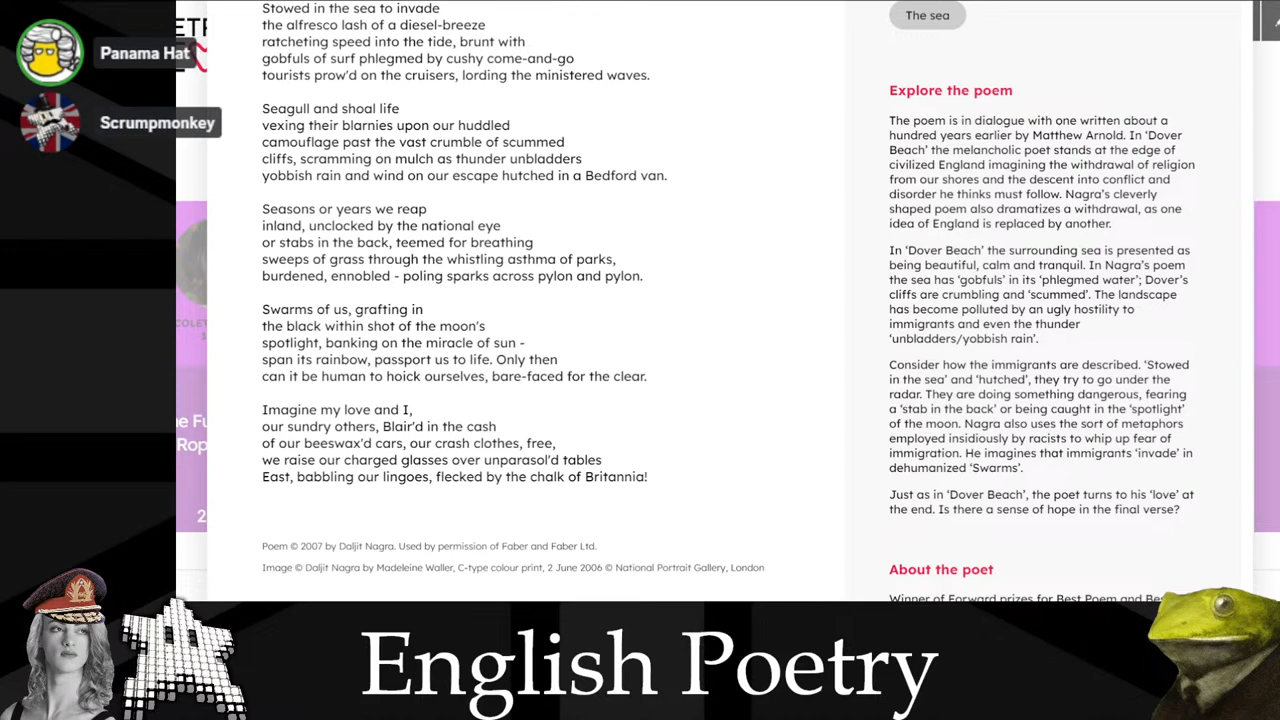 Panama Hat
Scrumpmonkey
Stowed in the sea to invade
the alfresco lash of a diesel-breeze
ratcheting speed into the tide, brunt with
gobfuls of surf phlegmed by cushy come-and-go
tourists prow'd on the cruisers, lording the ministered waves.
Seagull and shoal life
vexing their blarnies upon our huddled
camouflage past the vast crumble of scummed
cliffs, scramming on mulch as thunder unbladders
yobbish rain and wind on our escape hutched in a Bedford van.
Seasons or years we reap
inland, unclocked by the national eye
or stabs in the back, teemed for breathing
sweeps of grass through the whistling asthma of parks,
burdened, ennobled - poling sparks across pylon and pylon.
Swarms of us, grafting in
the black within shot of the moon's
spotlight, banking on the miracle of sun -
span its rainbow, passport us to life. Only then
can it be human to hoick ourselves, bare-faced for the clear.
Imagine my love and I,
our sundry others, Blair'd in the cash
of our beeswax'd cars, our crash clothes, free,
we raise our charged glasses over unparasol'd tables
East, babbling our lingoes, flecked by the chalk of Britannia!
Poem © 2007 by Daljit Nagra. Used by permission of Faber and Faber Ltd.
Image © Daljit Nagra by Madeleine Waller, C-type colour print, 2 June 2006 © National Portrait Gallery, London
The sea
Explore the poem
The poem is in dialogue with one written about a
hundred years earlier by Matthew Arnold. In ‘Dover
Beach’ the melancholic poet stands at the edge of
civilized England imagining the withdrawal of religion
from our shores and the descent into conflict and
disorder he thinks must follow. Nagra’s cleverly
shaped poem also dramatizes a withdrawal, as one
idea of England is replaced by another.
In ‘Dover Beach’ the surrounding sea is presented as
being beautiful, calm and tranquil. In Nagra’s poem
the sea has ‘gobfuls’ in its ‘phlegmed water’; Dover’s
cliffs are crumbling and ‘scummed’. The landscape
has become polluted by an ugly hostility to
immigrants and even the thunder
‘unbladders/yobbish rain’.
Consider how the immigrants are described. ‘Stowed
in the sea’ and ‘hutched’, they try to go under the
radar. They are doing something dangerous, fearing
a ‘stab in the back’ or being caught in the ‘spotlight’
of the moon. Nagra also uses the sort of metaphors
employed insidiously by racists to whip up fear of
immigration. He imagines that immigrants ‘invade’ in
dehumanized ‘Swarms’.
Just as in ‘Dover Beach’, the poet turns to his ‘love’ at
the end. Is there a sense of hope in the final verse?
About the poet
Winner of Forward prizes for Best Poem and
English Poetry